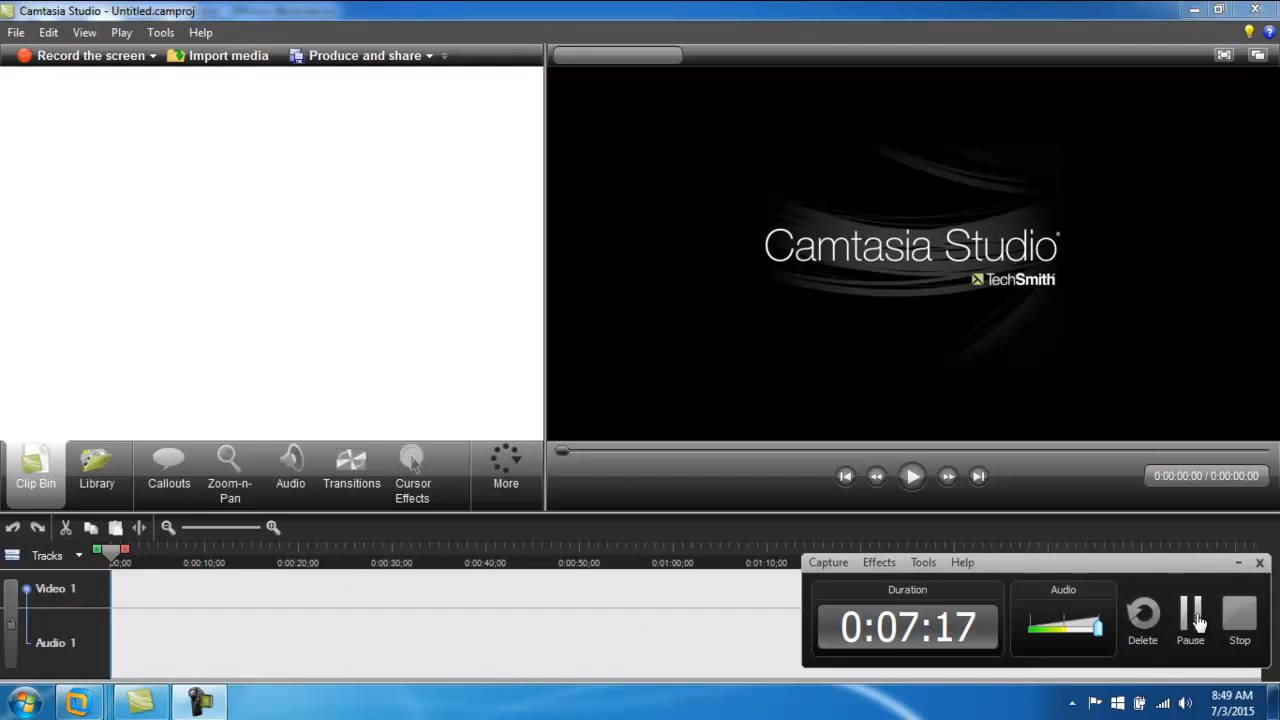 Camtasia Studio - Untitled.camproj
File Edit View Play Tools Help
Record the screen Import media Produce and share
Camtasia Studio®
TechSmith
Clip Bin Library Callouts Zoom-n-Pan Audio Transitions Cursor Effects More
0:00:00;00 / 0:00:00;00
Tracks
00;00 0:00:10;00 0:00:20;00 0:00:30;00 0:00:40;00 0:00:50;00 0:01:00;00 0:01:10;00
Video 1
Audio 1
Capture Effects Tools Help
Duration
0:07:17
Audio
Delete Pause Stop
8:49 AM
7/3/2015